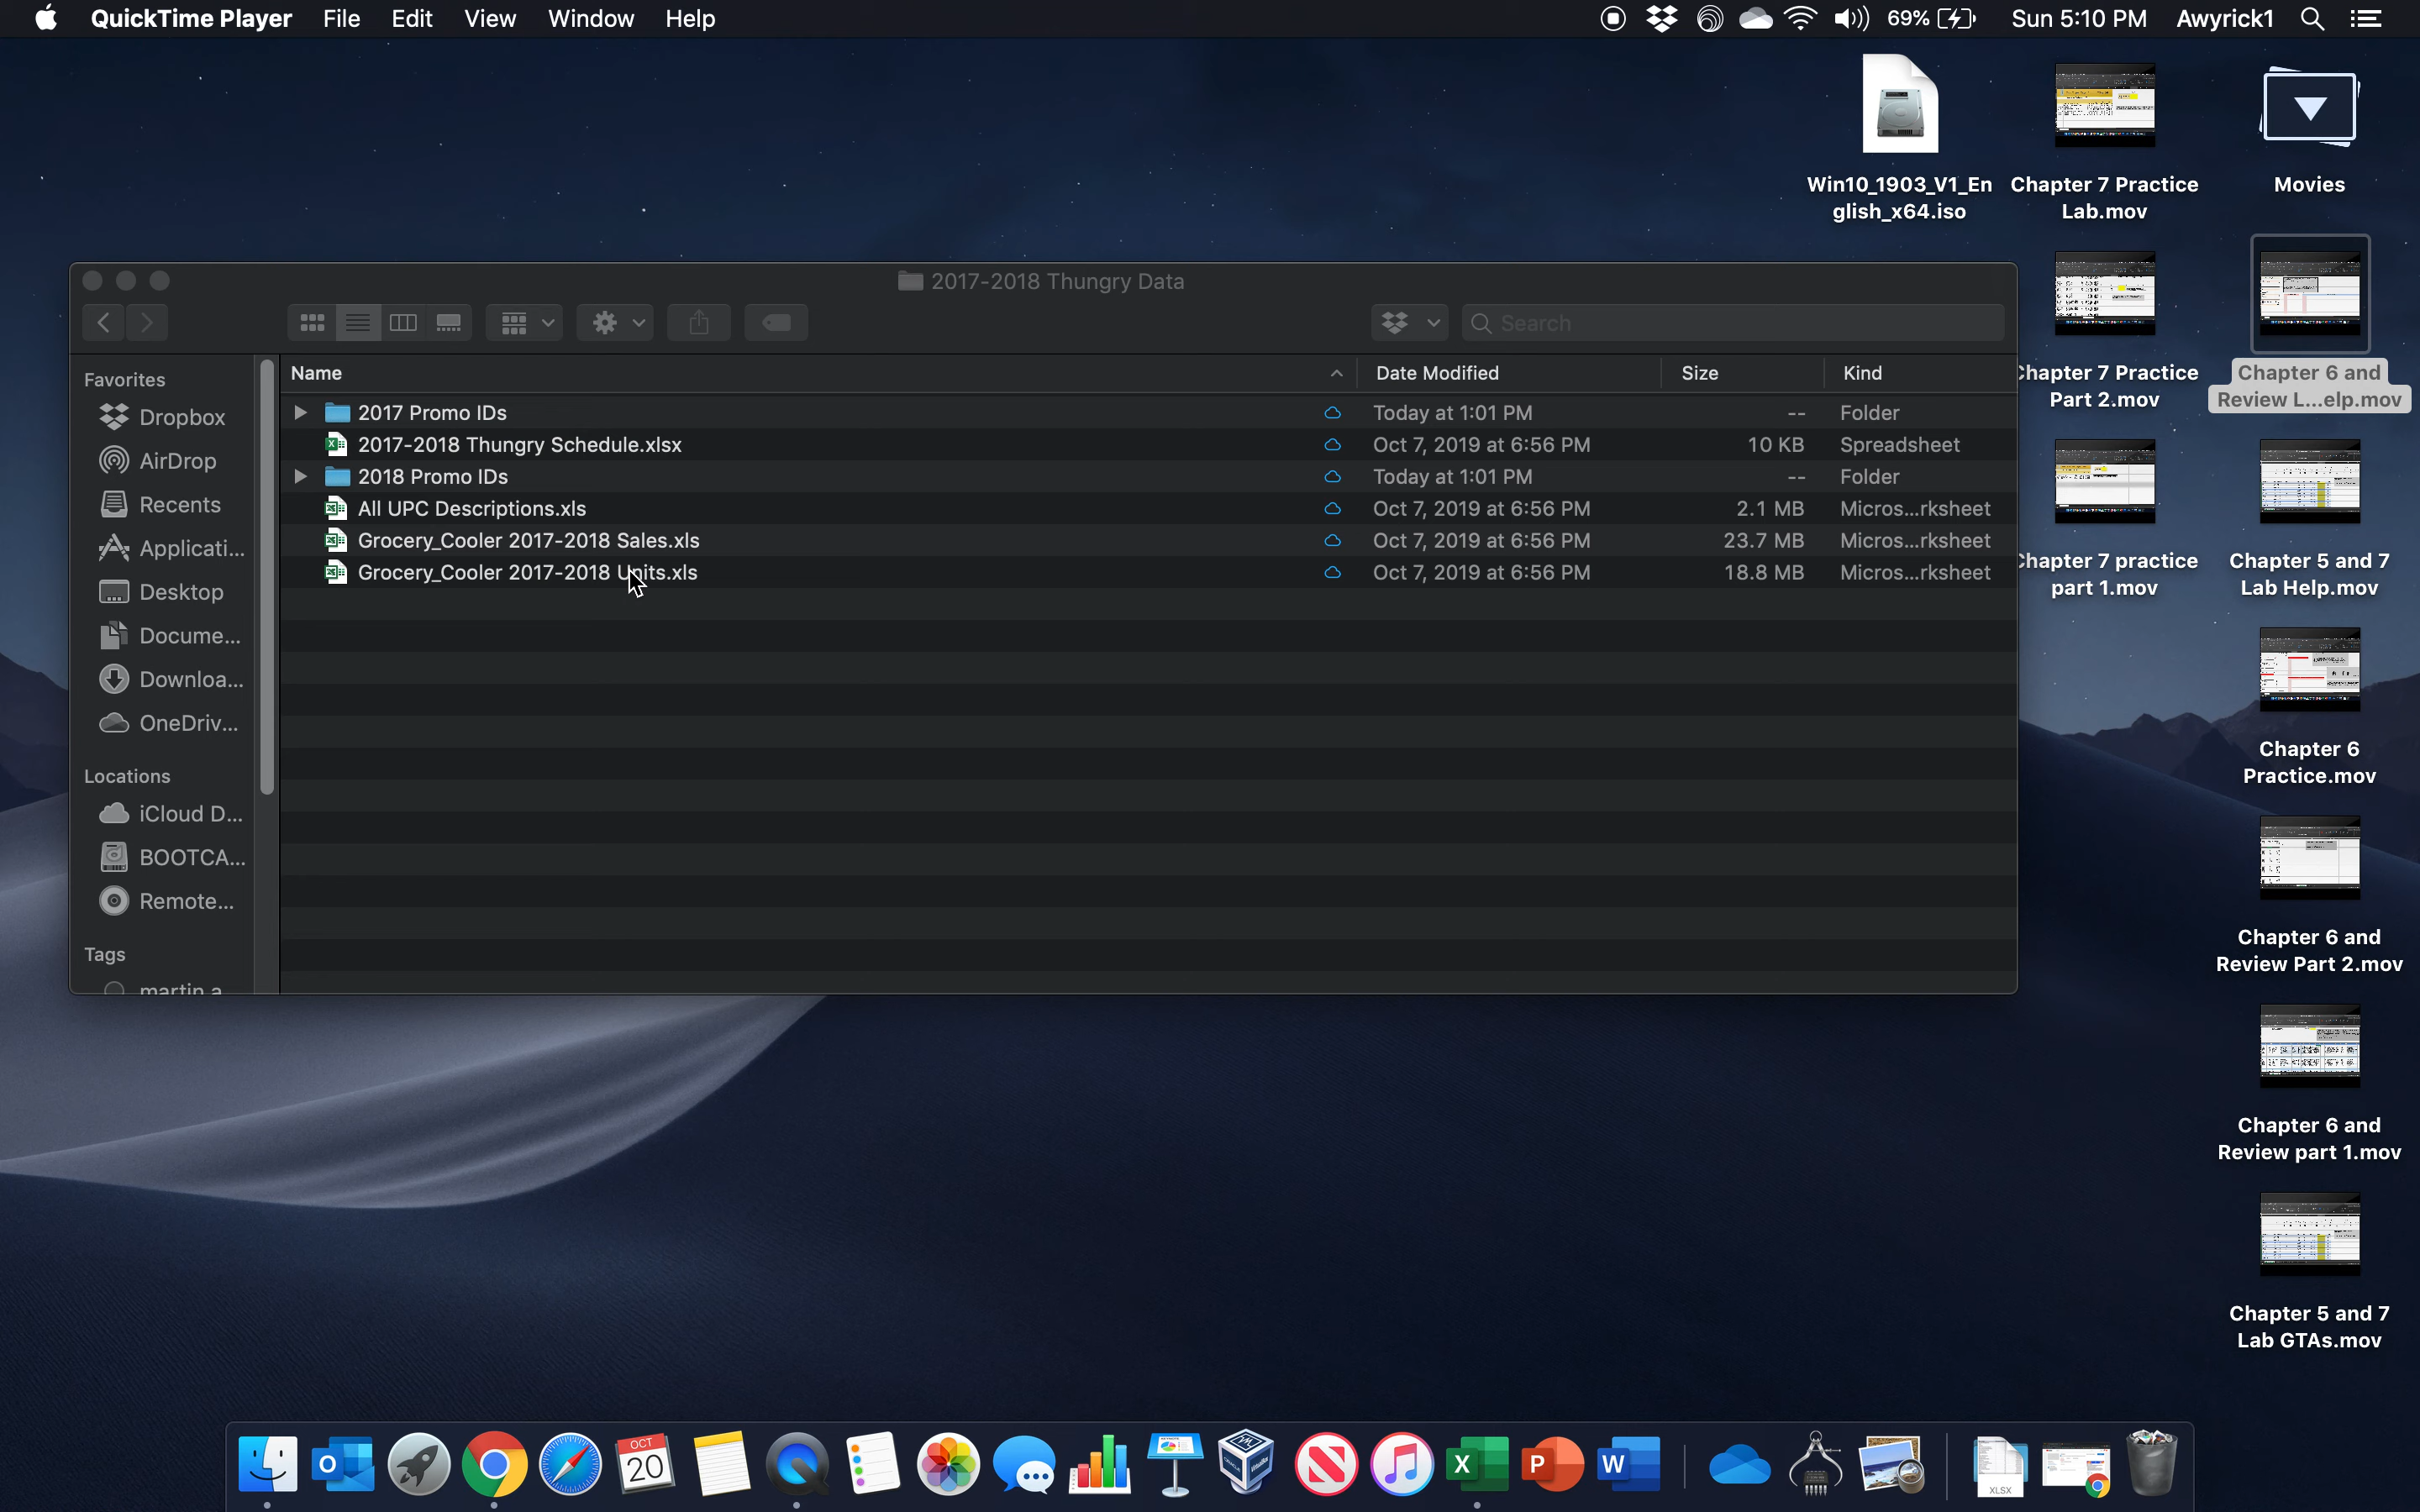 QuickTime Player File Edit View Window Help 69% Sun 5:10 PM Awyrick1
Win10_1903_V1_En
glish_x64.iso
Chapter 7 Practice
Lab.mov
Movies
2017-2018 Thungry Data
Search
Name Date Modified Size Kind
2017 Promo IDs Today at 1:01 PM -- Folder
2017-2018 Thungry Schedule.xlsx Oct 7, 2019 at 6:56 PM 10 KB Spreadsheet
2018 Promo IDs Today at 1:01 PM -- Folder
All UPC Descriptions.xls Oct 7, 2019 at 6:56 PM 2.1 MB Micros...rksheet
Grocery_Cooler 2017-2018 Sales.xls Oct 7, 2019 at 6:56 PM 23.7 MB Micros...rksheet
Grocery_Cooler 2017-2018 Units.xls Oct 7, 2019 at 6:56 PM 18.8 MB Micros...rksheet
Favorites
Dropbox
AirDrop
Recents
Applicati...
Desktop
Docume...
Downloa...
OneDriv...
Locations
iCloud D...
BOOTCA...
Remote...
Tags
martin a
Chapter 7 Practice
Part 2.mov
Chapter 6 and
Review L...elp.mov
Chapter 7 practice
part 1.mov
Chapter 5 and 7
Lab Help.mov
Chapter 6
Practice.mov
Chapter 6 and
Review Part 2.mov
Chapter 6 and
Review part 1.mov
Chapter 5 and 7
Lab GTAs.mov
OCT
20
XLSX